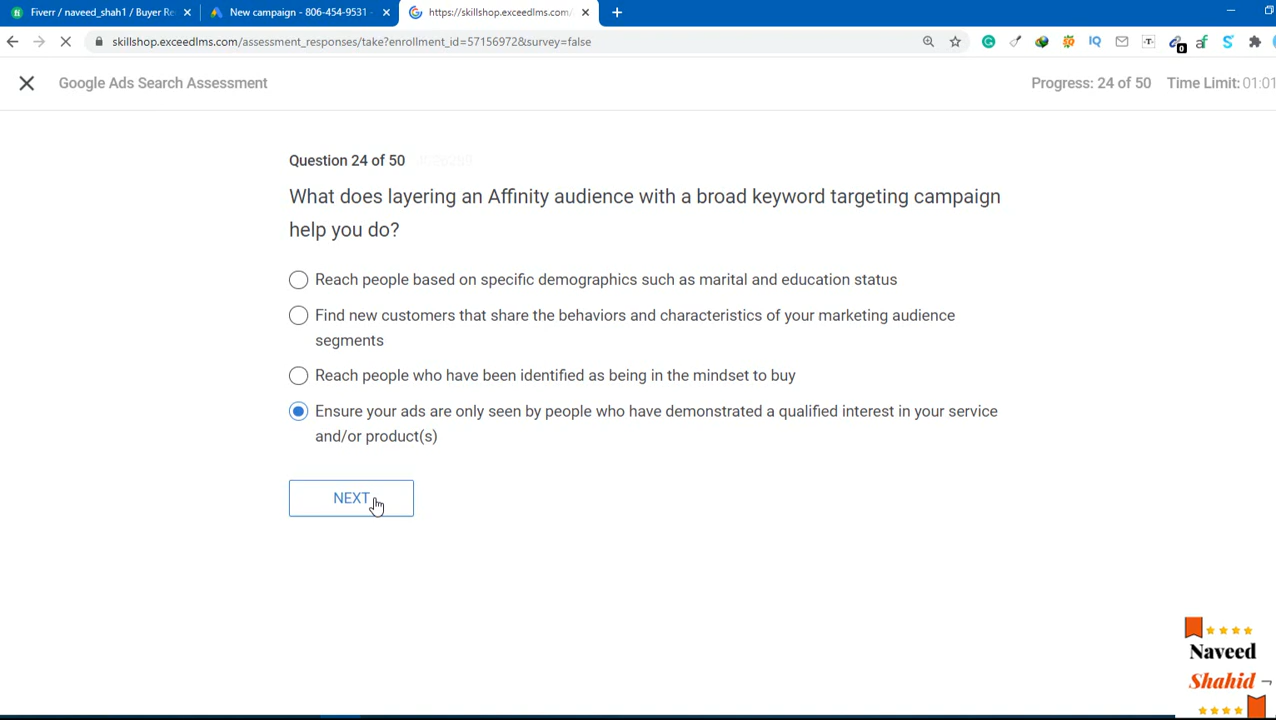 Fiverr / naveed_shah1 / Buyer Re
New campaign - 806-454-9531 -
https://skillshop.exceedlms.com/
skillshop.exceedlms.com/assessment_responses/take?enrollment_id=57156972&survey=false
Google Ads Search Assessment
Progress: 24 of 50
Time Limit: 01:01
Question 24 of 50
What does layering an Affinity audience with a broad keyword targeting campaign
help you do?
Reach people based on specific demographics such as marital and education status
Find new customers that share the behaviors and characteristics of your marketing audience
segments
Reach people who have been identified as being in the mindset to buy
Ensure your ads are only seen by people who have demonstrated a qualified interest in your service
and/or product(s)
NEXT
Naveed
Shahid